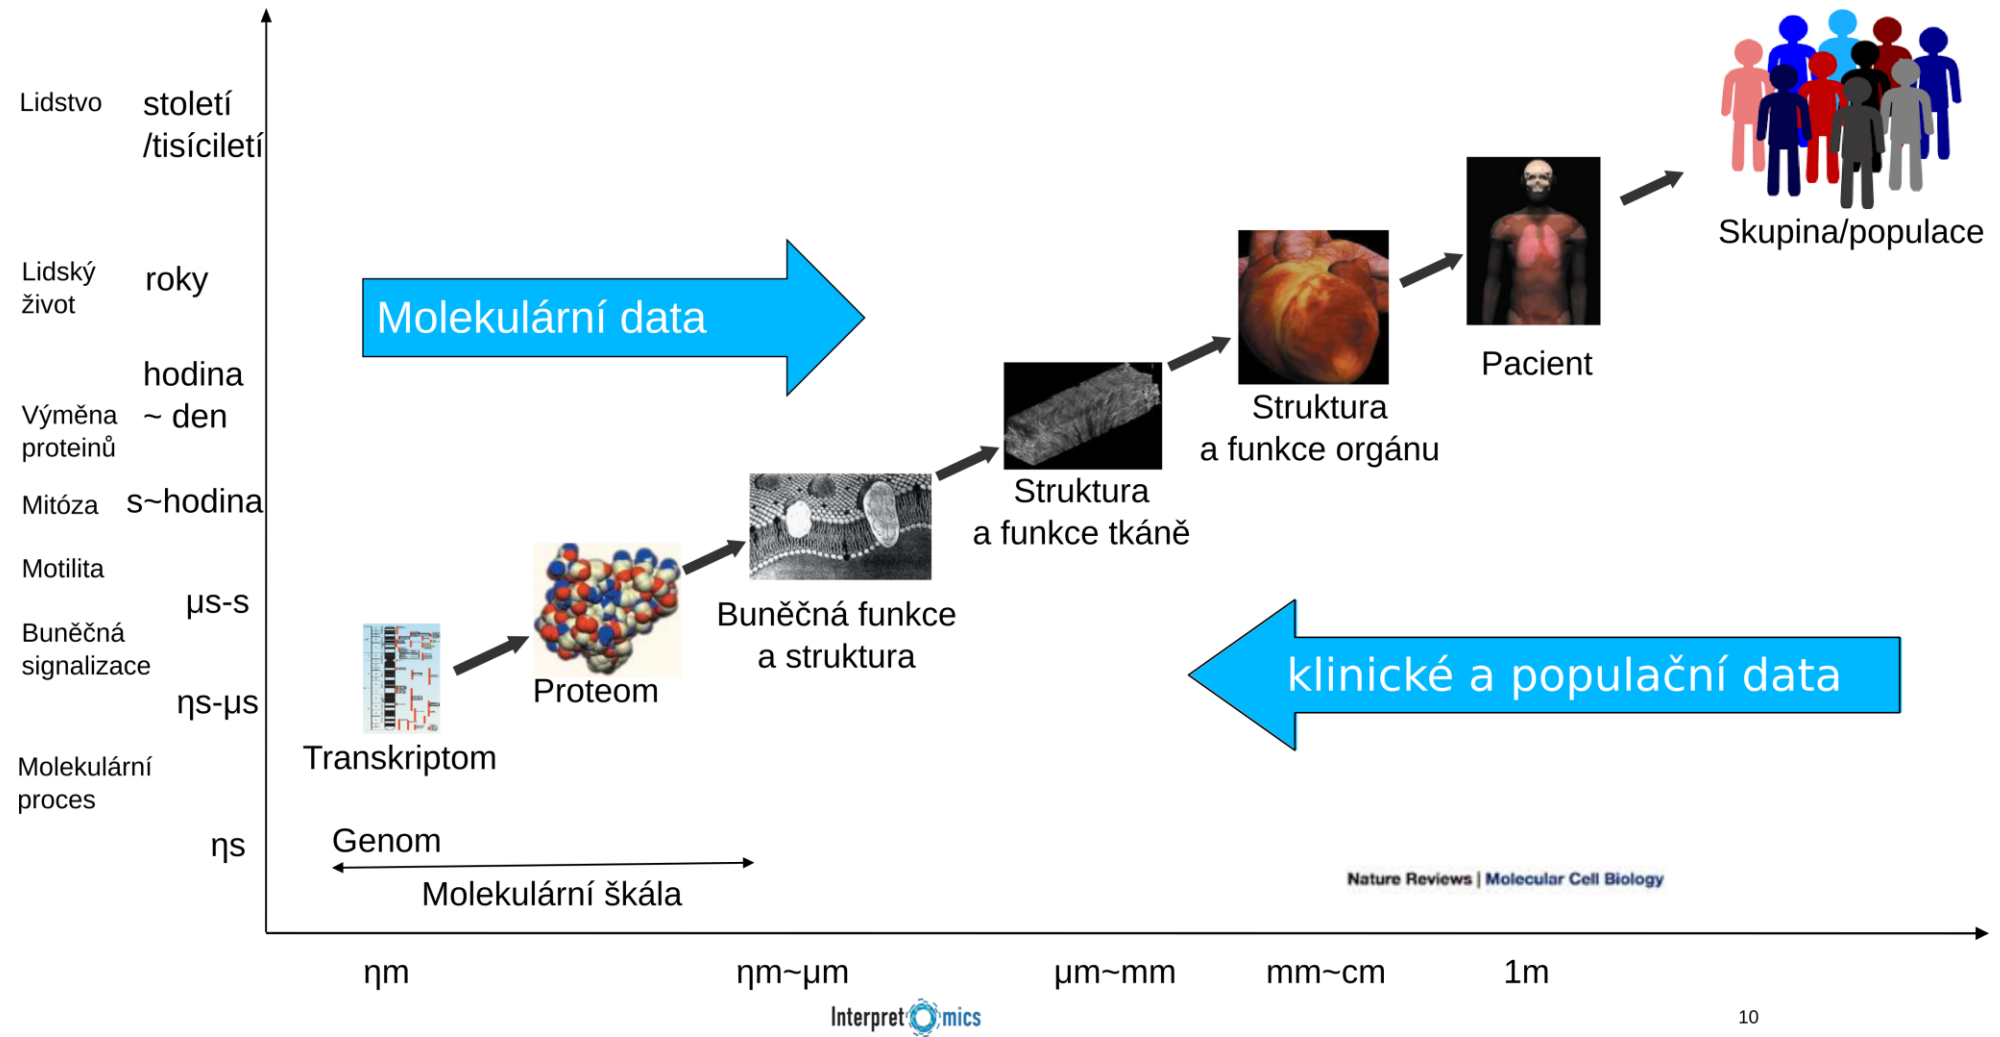 Lidstvo
století
/tisíciletí
Lidský
život
roky
hodina
~ den
Výměna
proteinů
Mitóza
s~hodina
Motilita
μs-s
Buněčná
signalizace
ηs-μs
Molekulární
proces
ηs
Molekulární data
Skupina/populace
Pacient
Struktura
a funkce orgánu
Struktura
a funkce tkáně
Buněčná funkce
a struktura
Proteom
Transkriptom
klinické a populační data
Genom
Molekulární škála
Nature Reviews | Molecular Cell Biology
ηm
ηm~μm
μm~mm
mm~cm
1m
Interpretomics
10